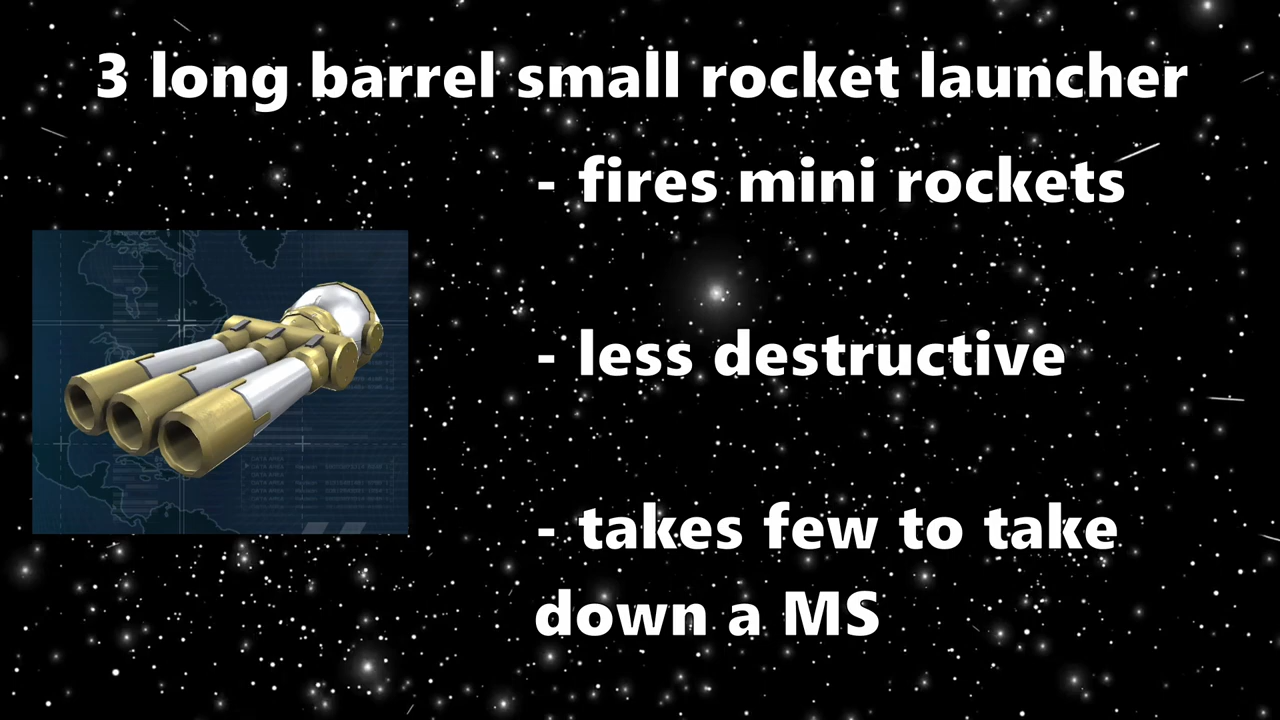 3 long barrel small rocket launcher
- fires mini rockets
- less destructive
- takes few to take
down a MS